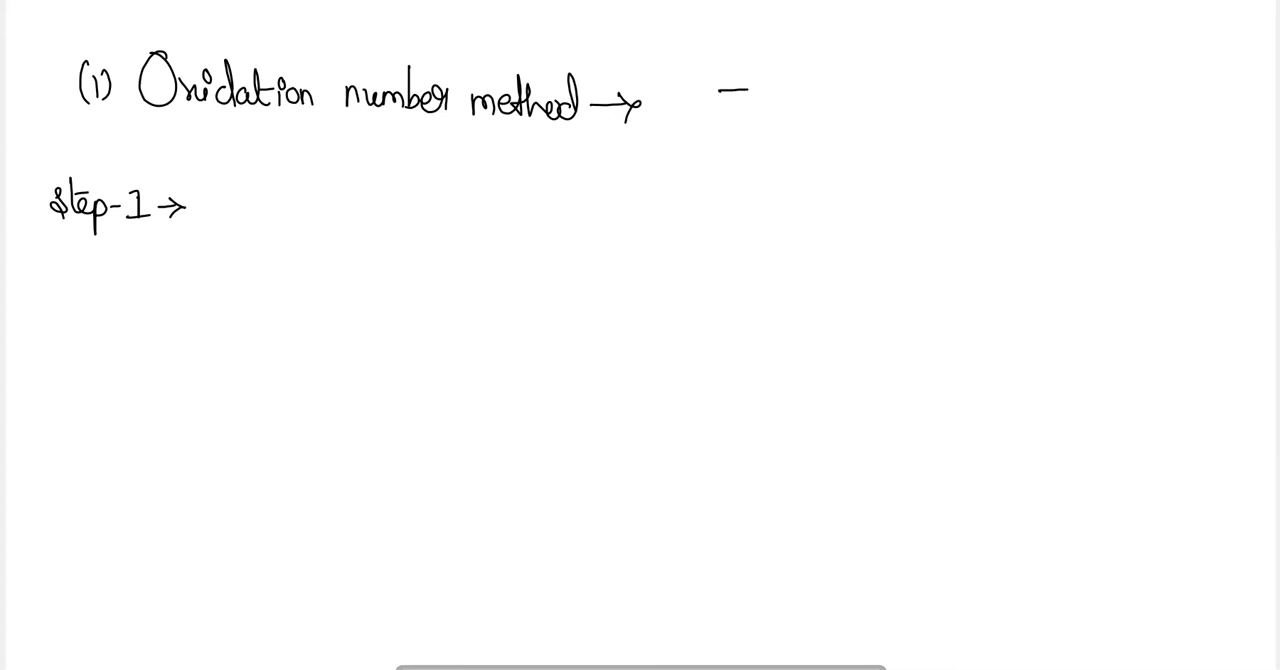 (1) Oxidation number method → —
Step-1 →